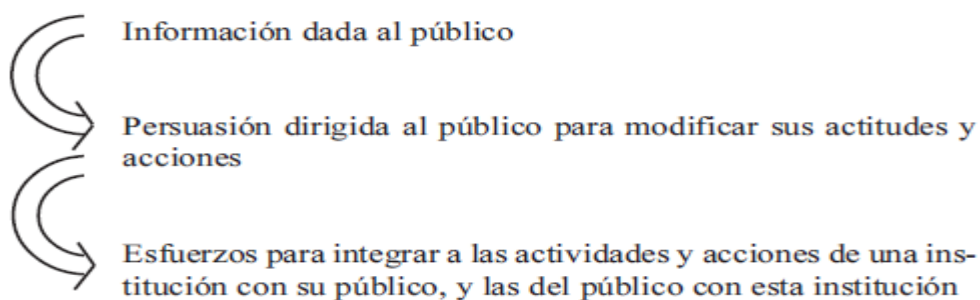 Información dada al público
Persuasión dirigida al público para modificar sus actitudes y
acciones
Esfuerzos para integrar a las actividades y acciones de una ins-
titución con su público, y las del público con esta institución